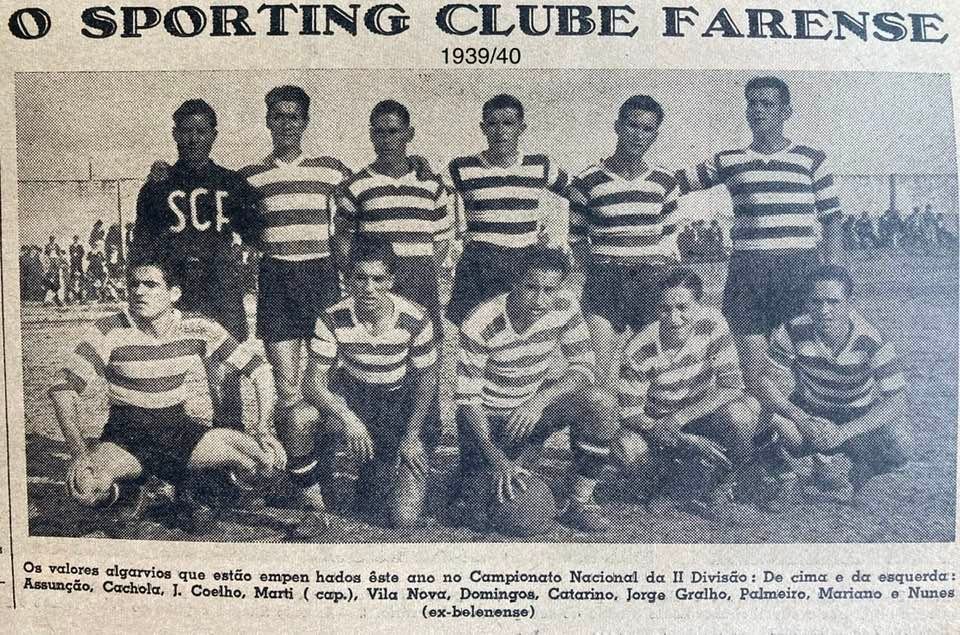 O SPORTING CLUBE FARENSE
1939/40
SCF
Os valores algarvios que estão empen hados êste ano no Campionato Nacional da II Divisão: De cima e da esquerda:
Assunção, Cachola, J. Coelho, Marti ( cap.), Vila Nova, Domingos, Catarino, Jorge Gralho, Palmeiro, Mariano e Nunes
(ex-belenense)